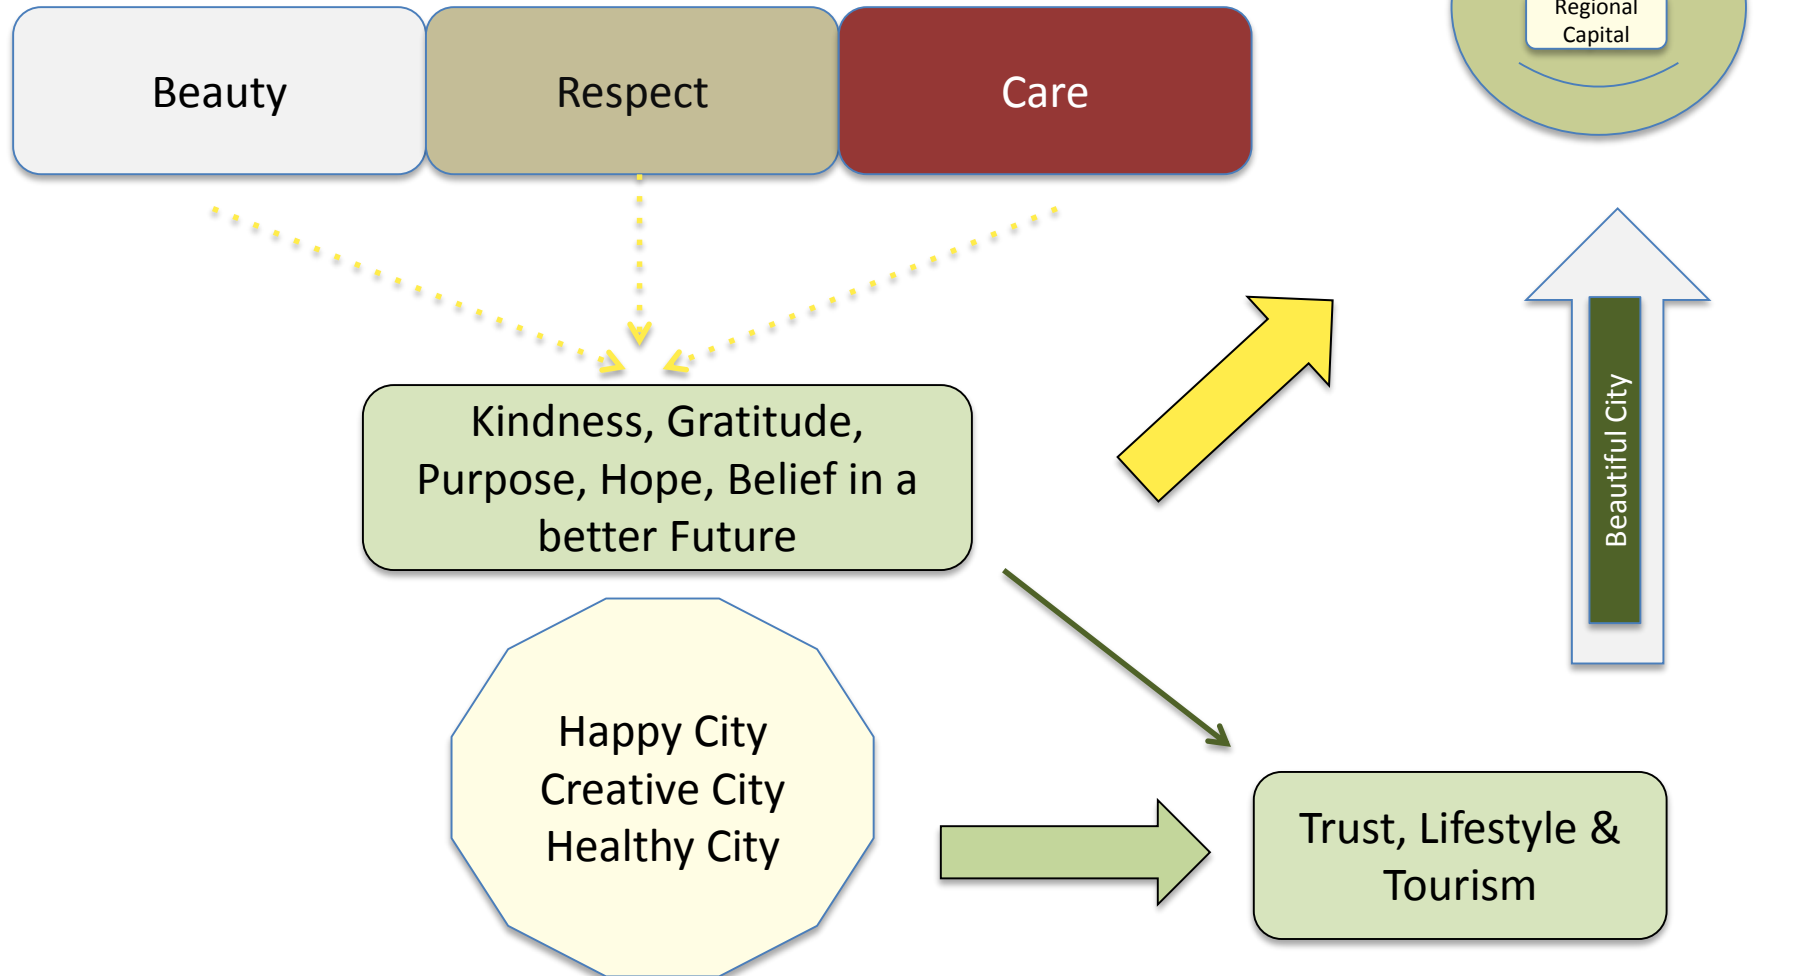 Regional
Capital
Beauty
Respect
Care
Kindness, Gratitude,
Purpose, Hope, Belief in a
better Future
Beautiful City
Happy City
Creative City
Healthy City
Trust, Lifestyle &
Tourism